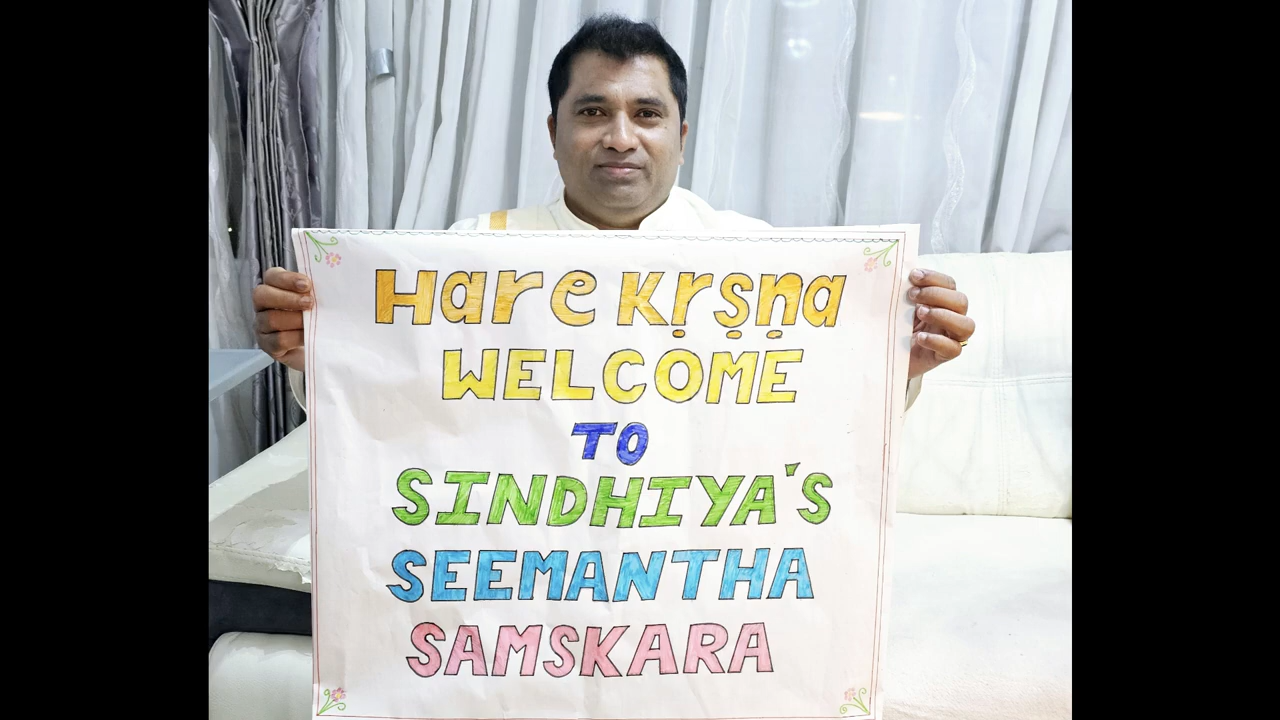 Hare Kṛṣṇa
WELCOME
TO
SINDHIYA'S
SEEMANTHA
SAMSKARA